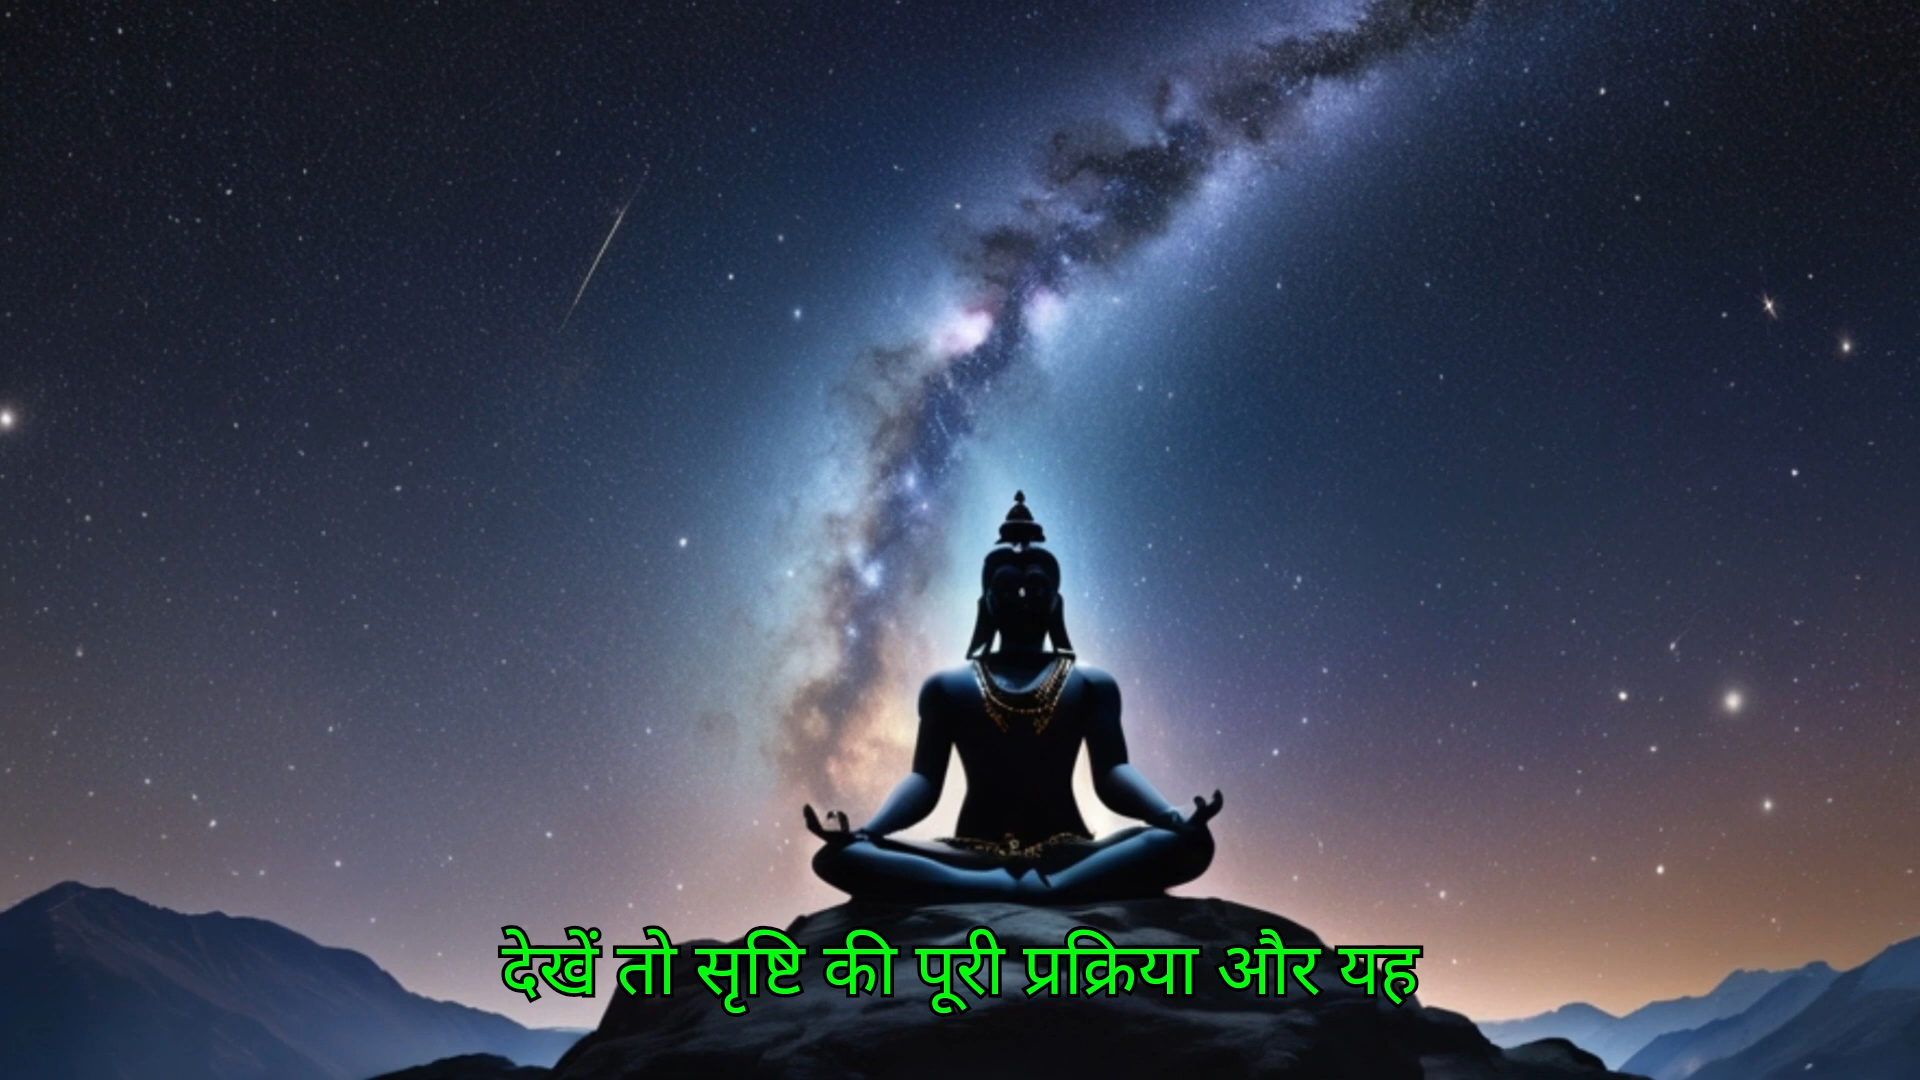 देखें तो सृष्टि की पूरी प्रक्रिया और यह